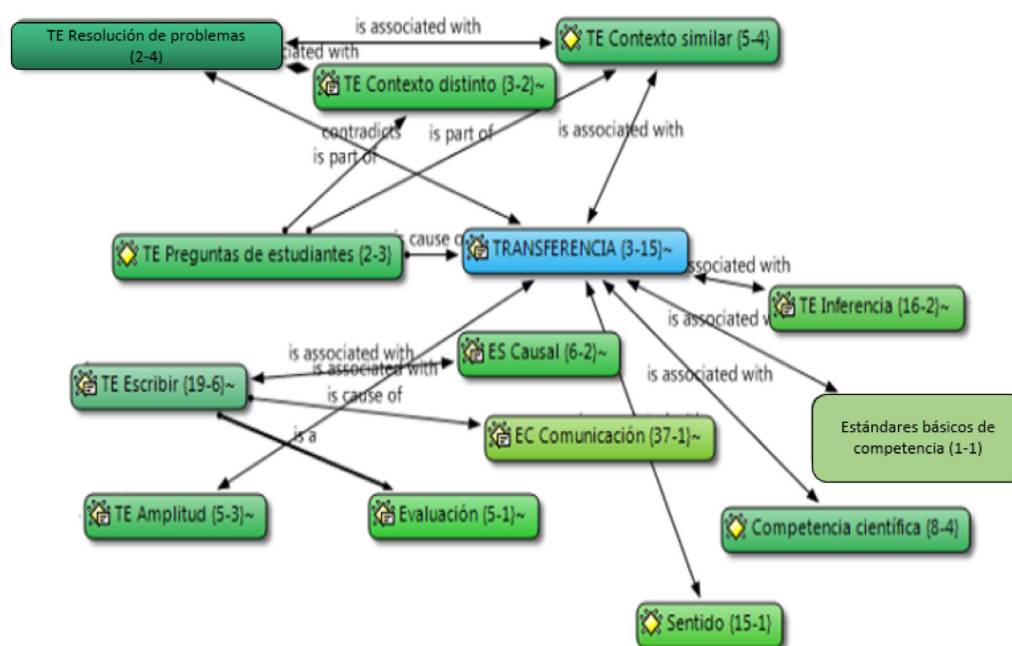 is associated with
TE Resolución de problemas
(2-4)
TE Contexto similar {5-4}
ciated with
TE Contexto distinto {3-2}~
contradicts
is part of
is part of
is associated with
TE Preguntas de estudiantes {2-3}
is cause o
TRANSFERENCIA {3-15}~
associated with
TE Inferencia {16-2}~
is associated w
is associated with
ES Causal {6-2}~
is associated with
is associated with
TE Escribir {19-6}~
is cause of
Estándares básicos de
competencia (1-1)
EC Comunicación {37-1}~
is a
TE Amplitud {5-3}~
Evaluación {5-1}~
Competencia científica {8-4}
Sentido {15-1}